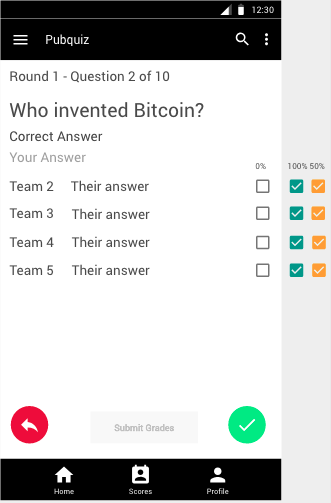 12:30
Pubquiz
Round 1 - Question 2 of 10
Who invented Bitcoin?
Correct Answer
Your Answer
0% 100% 50%
Team 2 Their answer
Team 3 Their answer
Team 4 Their answer
Team 5 Their answer
Submit Grades
Home Scores Profile